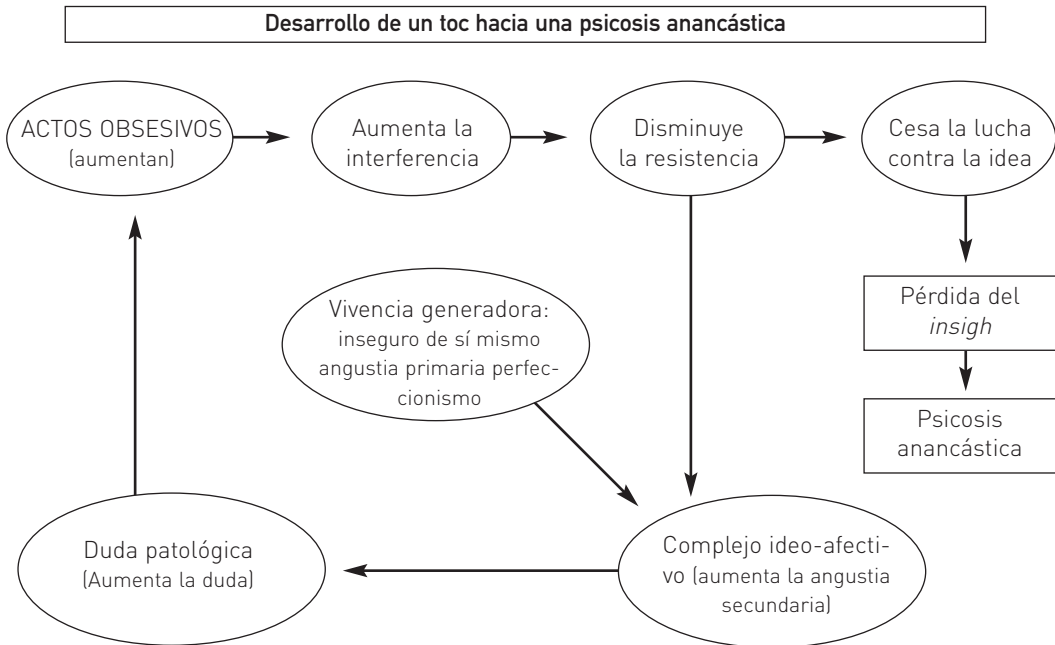 Desarrollo de un toc hacia una psicosis anancástica
ACTOS OBSESIVOS
(aumentan)
Aumenta la
interferencia
Disminuye
la resistencia
Cesa la lucha
contra la idea
Vivencia generadora:
inseguro de sí mismo
angustia primaria perfec-
cionismo
Pérdida del
insigh
Psicosis
anancástica
Duda patológica
(Aumenta la duda)
Complejo ideo-afecti-
vo (aumenta la angustia
secundaria)